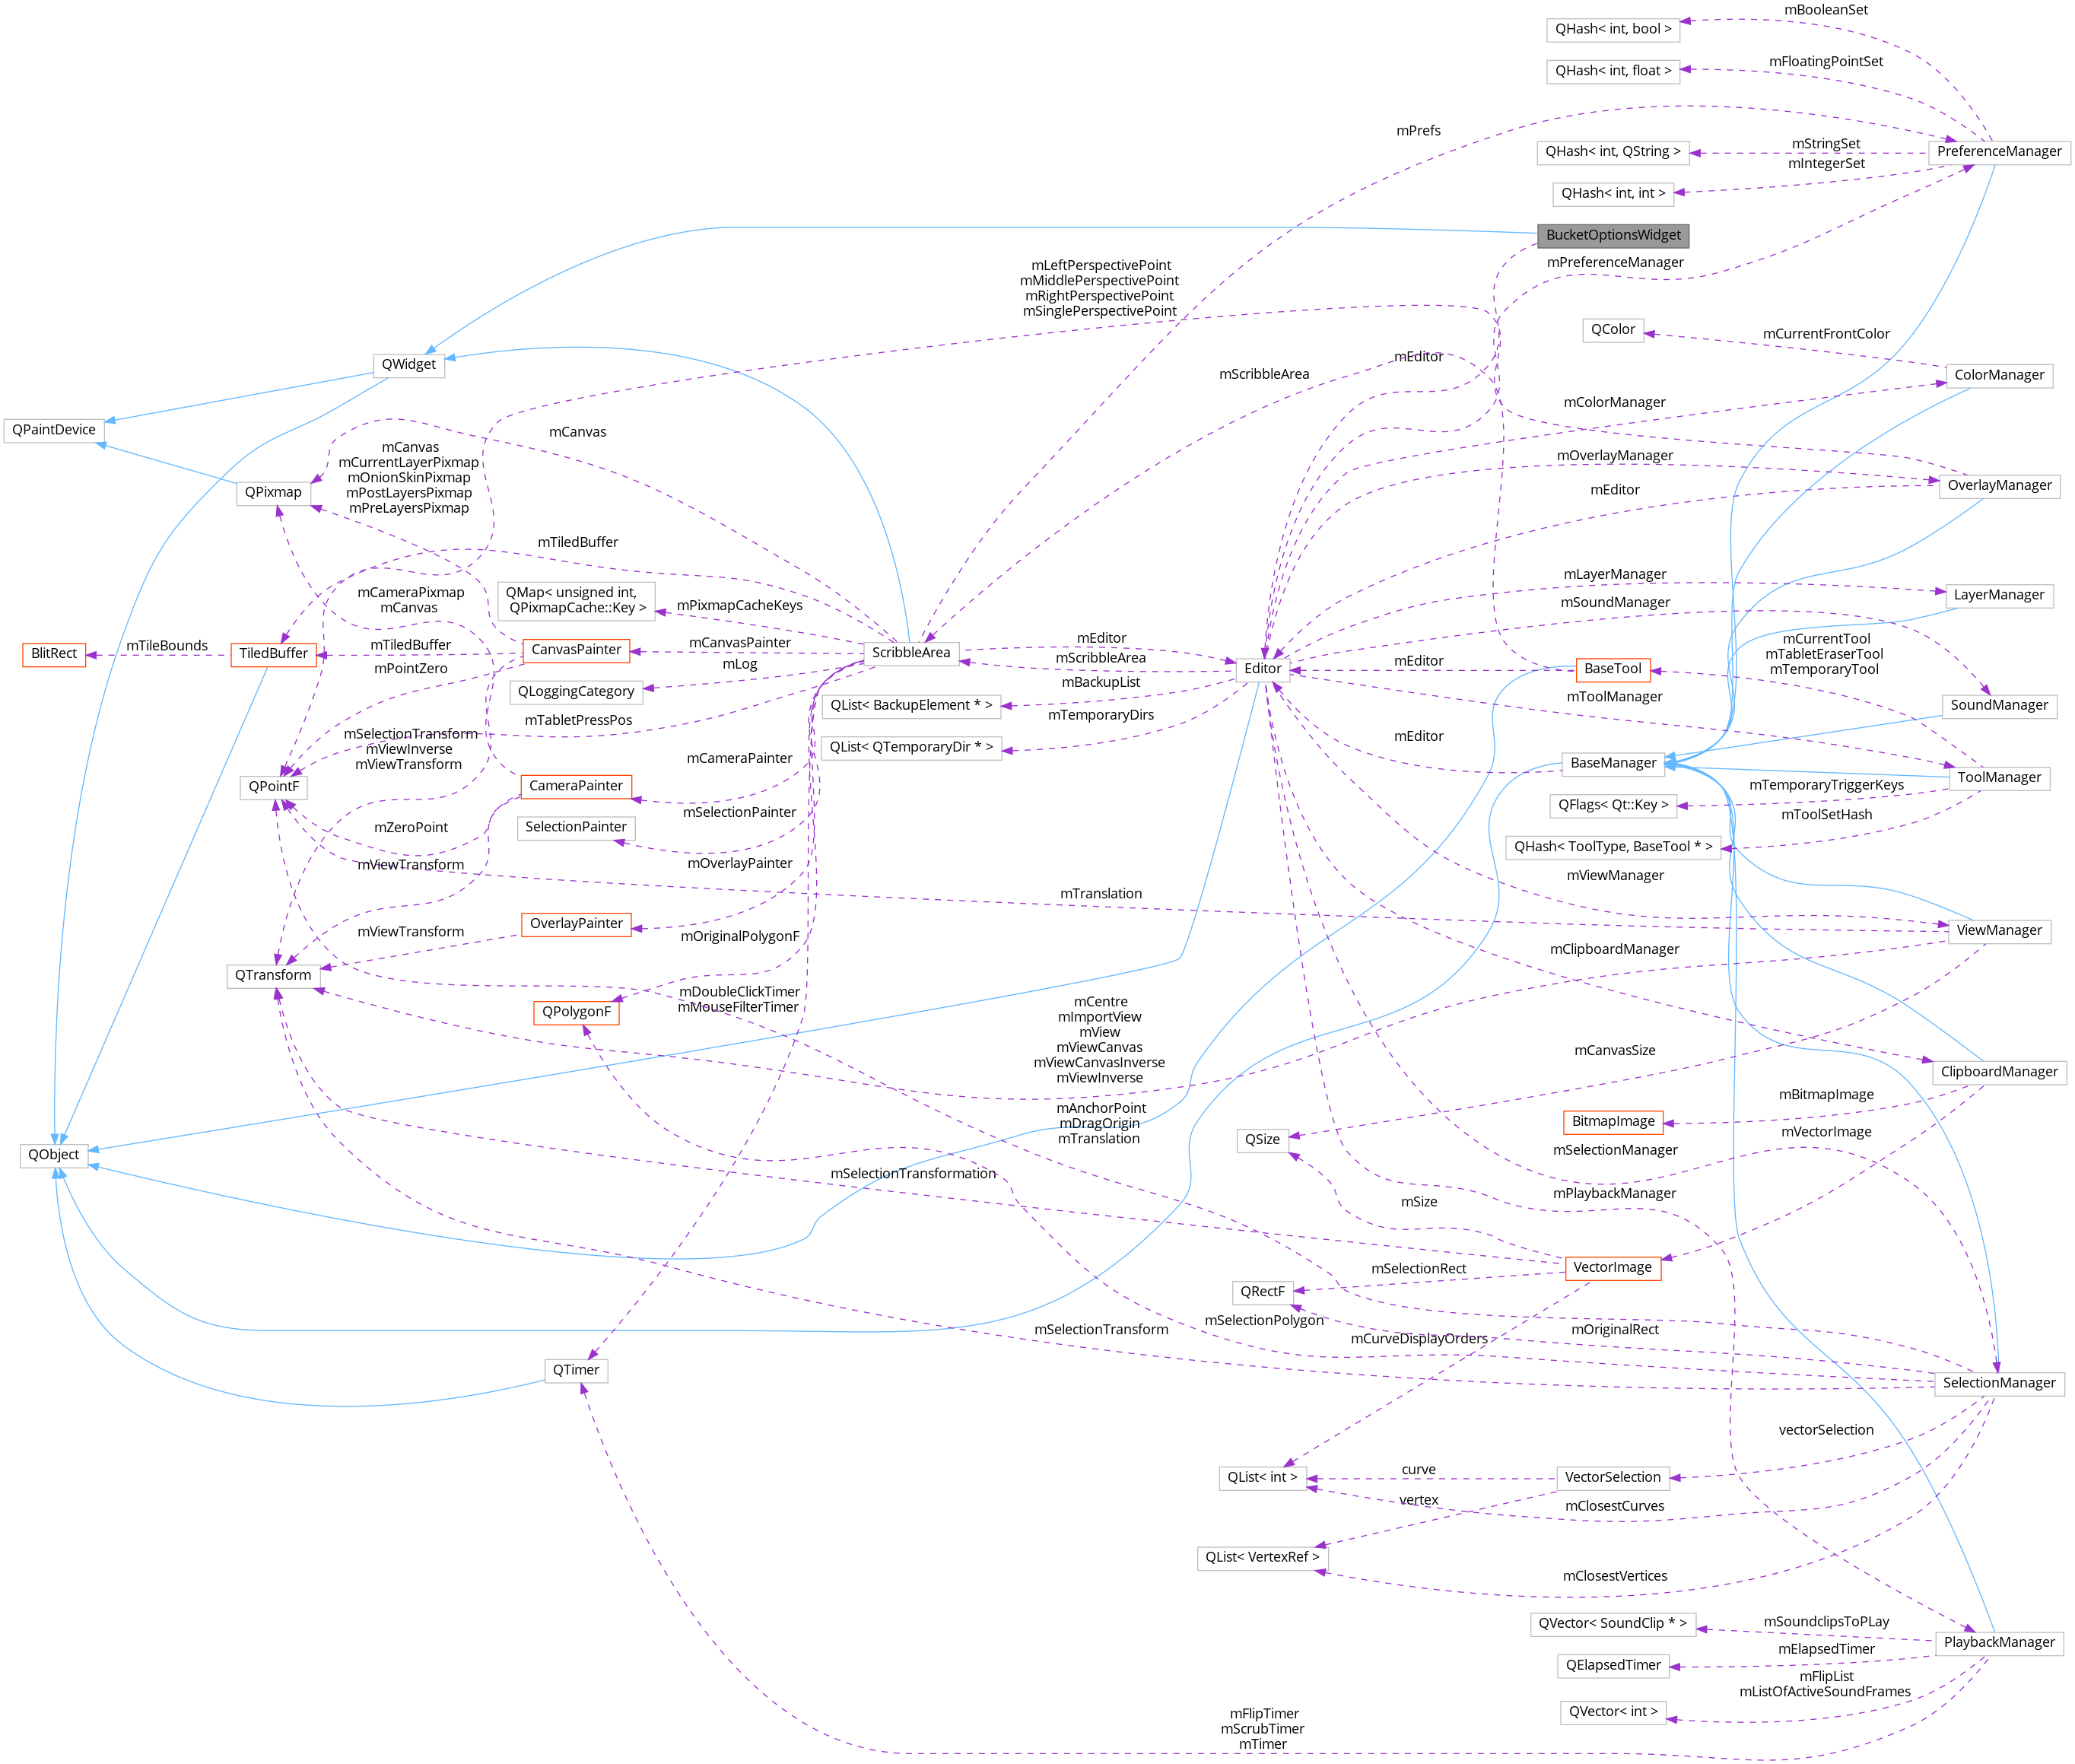 mBooleanSet
QHash< int, bool >
mFloatingPointSet
QHash< int, float >
mPrefs
mStringSet
QHash< int, QString >
PreferenceManager
mIntegerSet
QHash< int, int >
BucketOptionsWidget
mLeftPerspectivePoint
mMiddlePerspectivePoint
mRightPerspectivePoint
mSinglePerspectivePoint
mPreferenceManager
QColor
mCurrentFrontColor
QWidget
mEditor
mScribbleArea
ColorManager
mColorManager
QPaintDevice
mCanvas
mCanvas
mCurrentLayerPixmap
mOnionSkinPixmap
mPostLayersPixmap
mPreLayersPixmap
QPixmap
mOverlayManager
mEditor
OverlayManager
mTiledBuffer
mCameraPixmap
mCanvas
QMap< unsigned int,
QPixmapCache::Key >
mPixmapCacheKeys
mLayerManager
LayerManager
mSoundManager
BlitRect
mTileBounds
TiledBuffer
mTiledBuffer
CanvasPainter
mCanvasPainter
ScribbleArea
mEditor
mScribbleArea
Editor
mEditor
BaseTool
mCurrentTool
mTabletEraserTool
mTemporaryTool
mPointZero
mLog
QLoggingCategory
mBackupList
QList< BackupElement * >
mToolManager
SoundManager
mTabletPressPos
mTemporaryDirs
QList< QTemporaryDir * >
mEditor
mSelectionTransform
mViewInverse
mViewTransform
mCameraPainter
BaseManager
ToolManager
QPointF
CameraPainter
mTemporaryTriggerKeys
QFlags< Qt::Key >
mToolSetHash
mZeroPoint
SelectionPainter
mSelectionPainter
QHash< ToolType, BaseTool * >
mViewTransform
mOverlayPainter
mViewManager
mTranslation
OverlayPainter
mViewTransform
mOriginalPolygonF
ViewManager
mClipboardManager
QTransform
mDoubleClickTimer
mMouseFilterTimer
QPolygonF
mCentre
mImportView
mView
mViewCanvas
mViewCanvasInverse
mViewInverse
mCanvasSize
ClipboardManager
mBitmapImage
mAnchorPoint
mDragOrigin
mTranslation
BitmapImage
QSize
mVectorImage
QObject
mSelectionTransformation
mSelectionManager
mSize
mPlaybackManager
VectorImage
mSelectionRect
QRectF
mSelectionTransform
mSelectionPolygon
mCurveDisplayOrders
mOriginalRect
QTimer
SelectionManager
vectorSelection
curve
QList< int >
VectorSelection
vertex
mClosestCurves
QList< VertexRef >
mClosestVertices
QVector< SoundClip * >
mSoundclipsToPLay
PlaybackManager
mElapsedTimer
QElapsedTimer
mFlipList
mListOfActiveSoundFrames
QVector< int >
mFlipTimer
mScrubTimer
mTimer